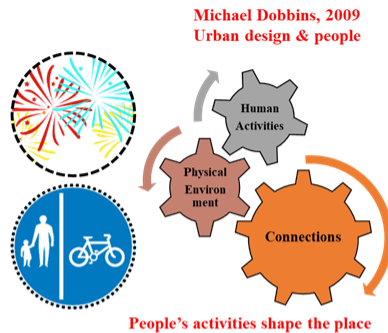 Michael Dobbins, 2009
Urban design & people
Human
Activities
Physical
Environ
ment
Connections
People's activities shape the place